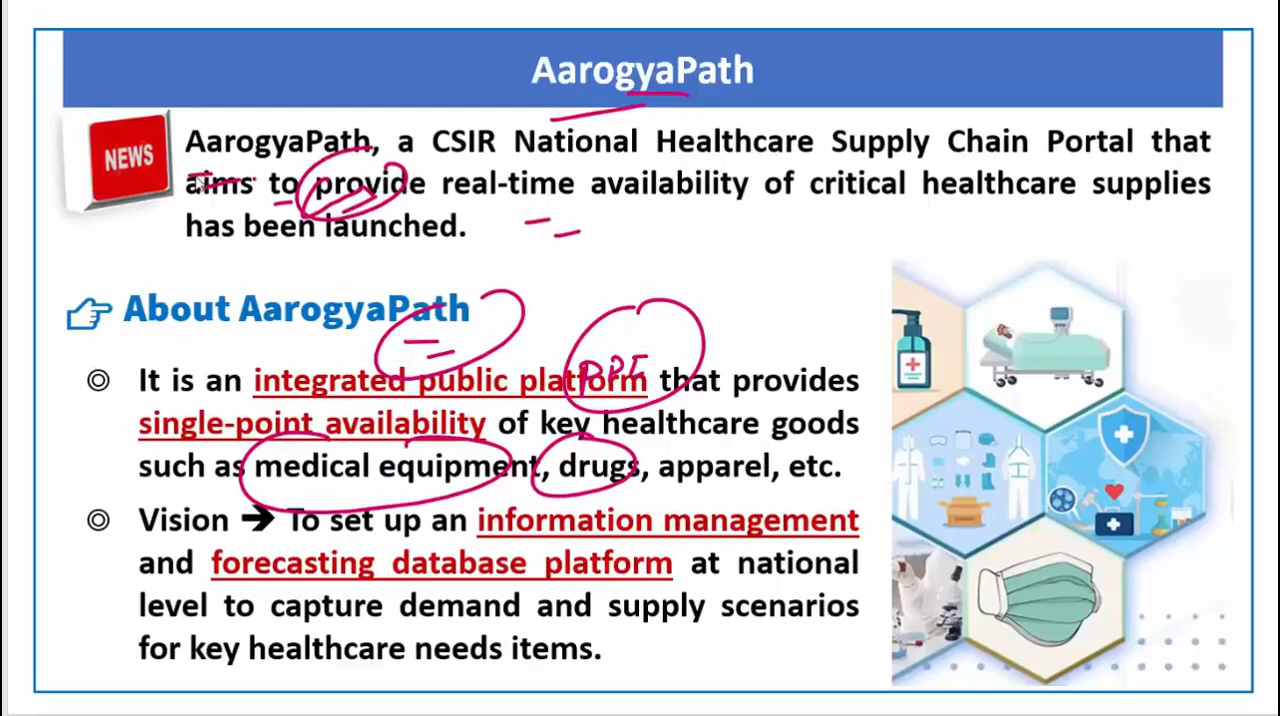 AarogyaPath
NEWS
AarogyaPath, a CSIR National Healthcare Supply Chain Portal that
aims to provide real-time availability of critical healthcare supplies
has been launched.
About AarogyaPath
PPE
◎ It is an integrated public platform that provides
single-point availability of key healthcare goods
such as medical equipment, drugs, apparel, etc.
◎ Vision ➔ To set up an information management
and forecasting database platform at national
level to capture demand and supply scenarios
for key healthcare needs items.